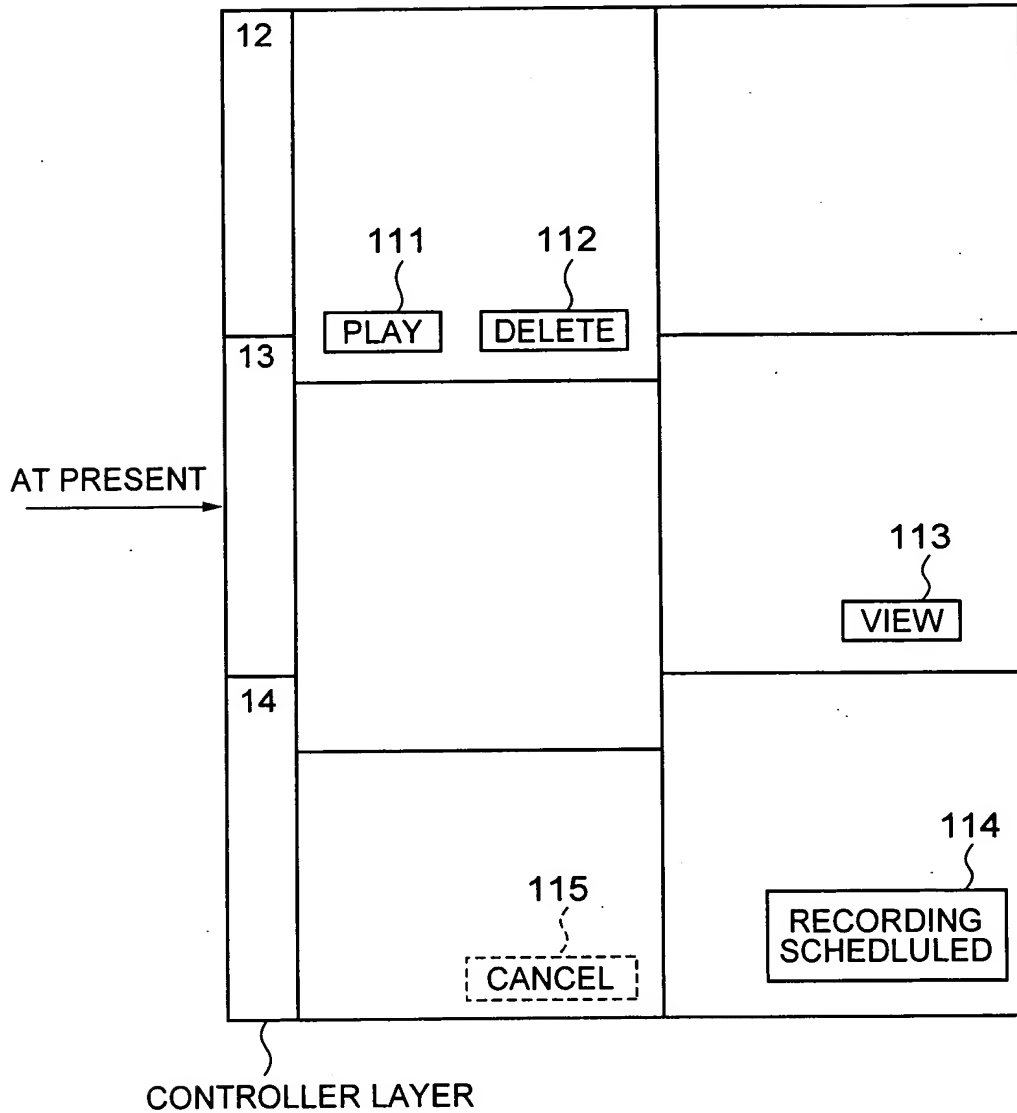 12
111
112
PLAY
DELETE
13
AT PRESENT
113
VIEW
14
114
115
RECORDING
SCHEDLULED
CANCEL
CONTROLLER LAYER